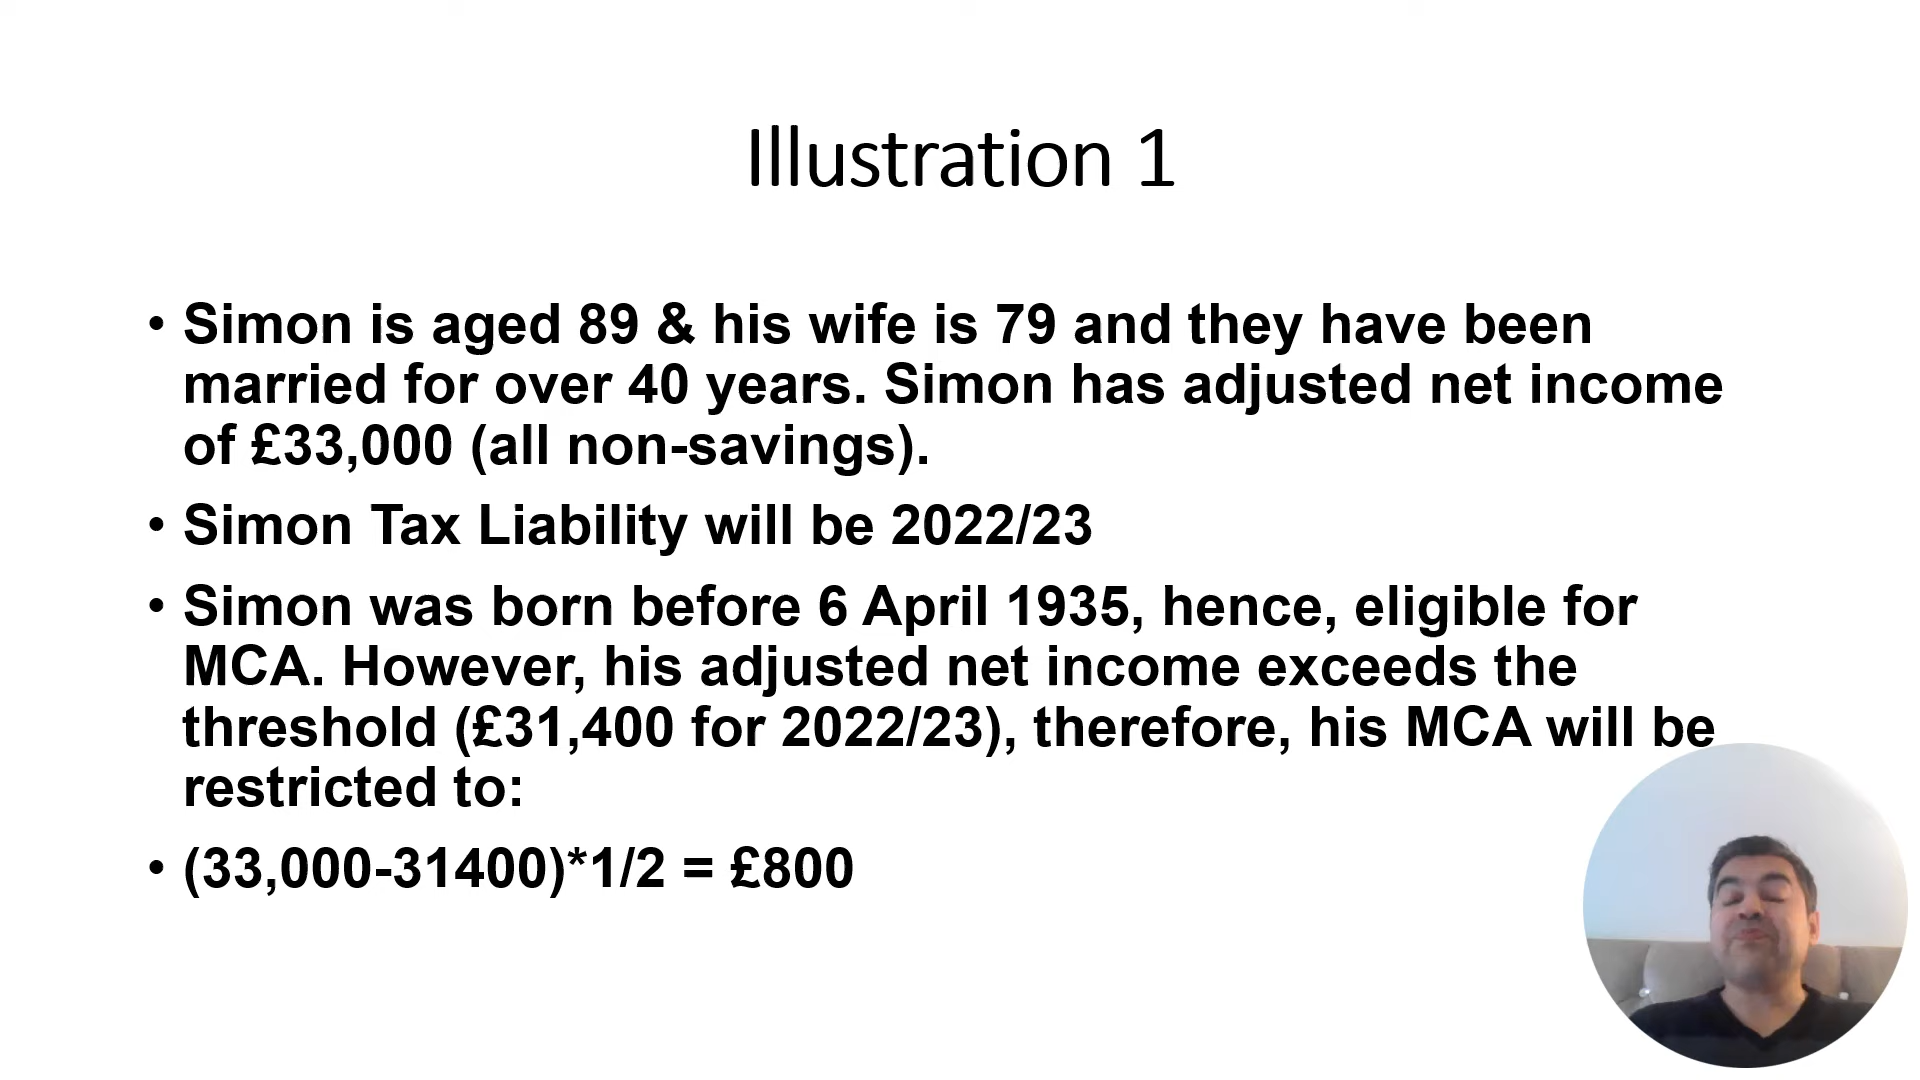 Illustration 1
• Simon is aged 89 & his wife is 79 and they have been
married for over 40 years. Simon has adjusted net income
of £33,000 (all non-savings).
• Simon Tax Liability will be 2022/23
• Simon was born before 6 April 1935, hence, eligible for
MCA. However, his adjusted net income exceeds the
threshold (£31,400 for 2022/23), therefore, his MCA will be
restricted to:
• (33,000-31400)*1/2 = £800